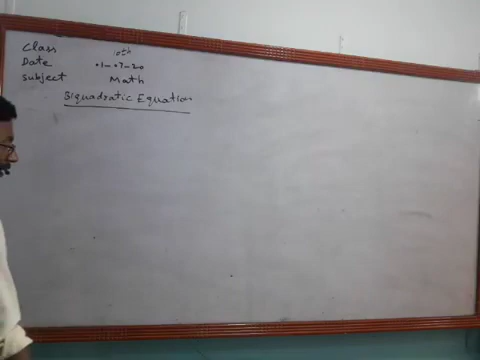 Class 10th
Date 01-07-20
Subject Math
Biquadratic Equation